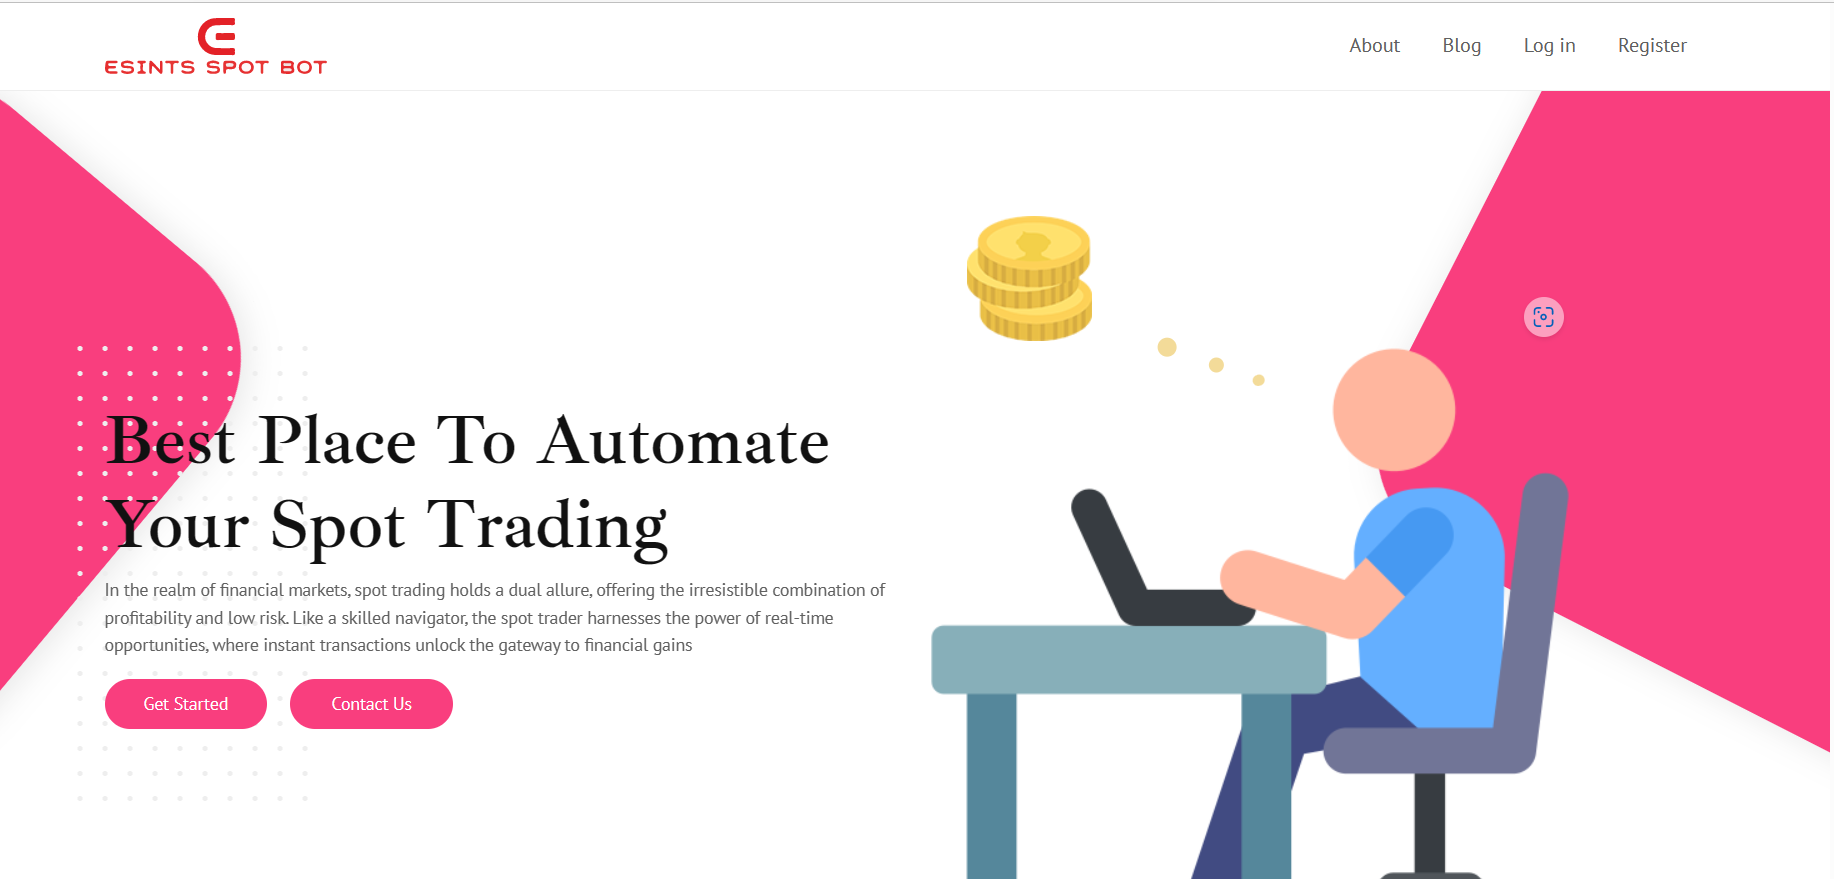 ESINTS SPOT BOT
About Blog Log in Register
Best Place To Automate
Your Spot Trading
In the realm of financial markets, spot trading holds a dual allure, offering the irresistible combination of
profitability and low risk. Like a skilled navigator, the spot trader harnesses the power of real-time
opportunities, where instant transactions unlock the gateway to financial gains
Get Started Contact Us